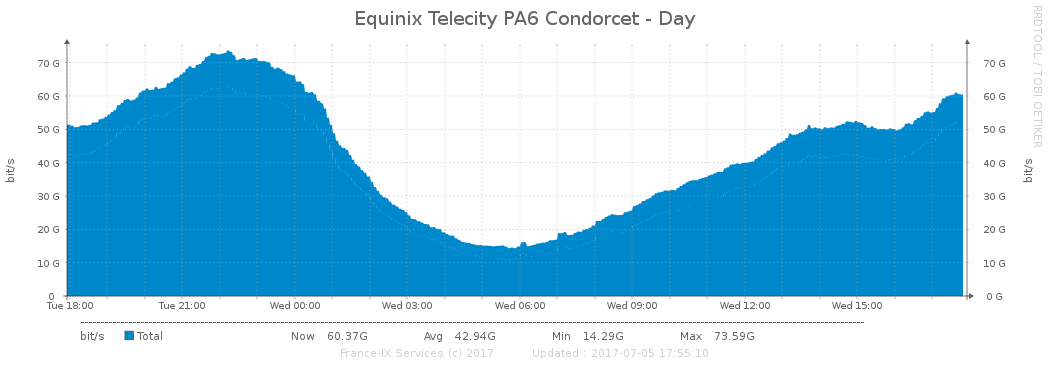 Equinix Telecity PA6 Condorcet - Day
RRDTOOL / TOBI OETIKER
bit/s
70 G 70 G
60 G 60 G
50 G 50 G
40 G 40 G
30 G 30 G
20 G 20 G
10 G 10 G
0 0 G
bit/s
Tue 18:00 Tue 21:00 Wed 00:00 Wed 03:00 Wed 06:00 Wed 09:00 Wed 12:00 Wed 15:00
bit/s Total Now 60.37G Avg 42.94G Min 14.29G Max 73.59G
France-IX Services (c) 2017 Updated : 2017-07-05 17:55:10